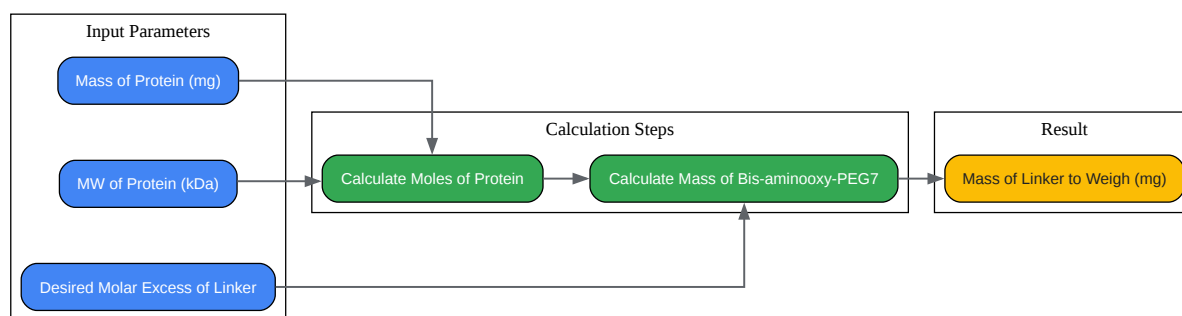 Input Parameters
Mass of Protein (mg)
MW of Protein (kDa)
Desired Molar Excess of Linker
Calculation Steps
Calculate Moles of Protein
Calculate Mass of Bis-aminooxy-PEG7
Result
Mass of Linker to Weigh (mg)